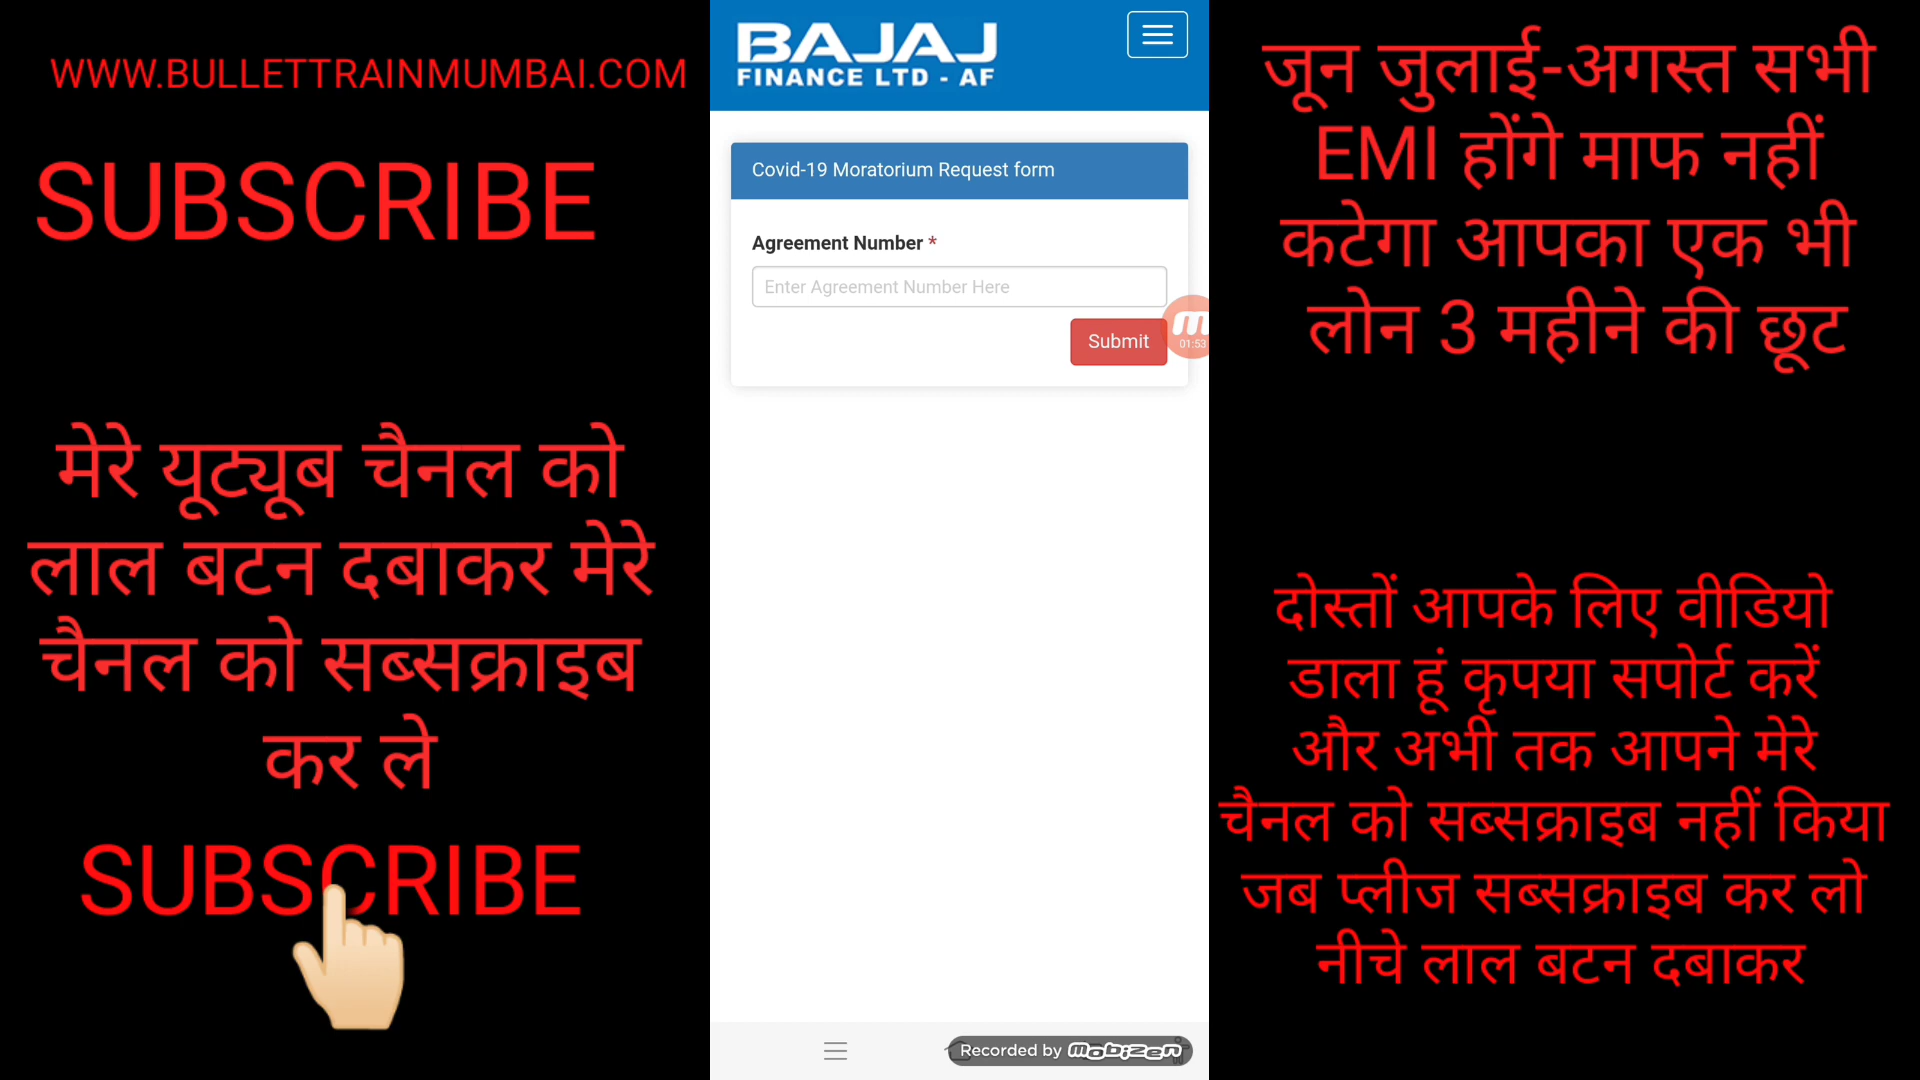 WWW.BULLETTRAINMUMBAI.COM
SUBSCRIBE
मेरे यूट्यूब चैनल को
लाल बटन दबाकर मेरे
चैनल को सब्सक्राइब
कर ले
SUBSCRIBE
BAJAJ
FINANCE LTD - AF
Covid-19 Moratorium Request form
Agreement Number *
Enter Agreement Number Here
Submit
01:53
Recorded by mobizen
जून जुलाई-अगस्त सभी
EMI होंगे माफ नहीं
कटेगा आपका एक भी
लोन 3 महीने की छूट
दोस्तों आपके लिए वीडियो
डाला हूं कृपया सपोर्ट करें
और अभी तक आपने मेरे
चैनल को सब्सक्राइब नहीं किया
जब प्लीज सब्सक्राइब कर लो
नीचे लाल बटन दबाकर